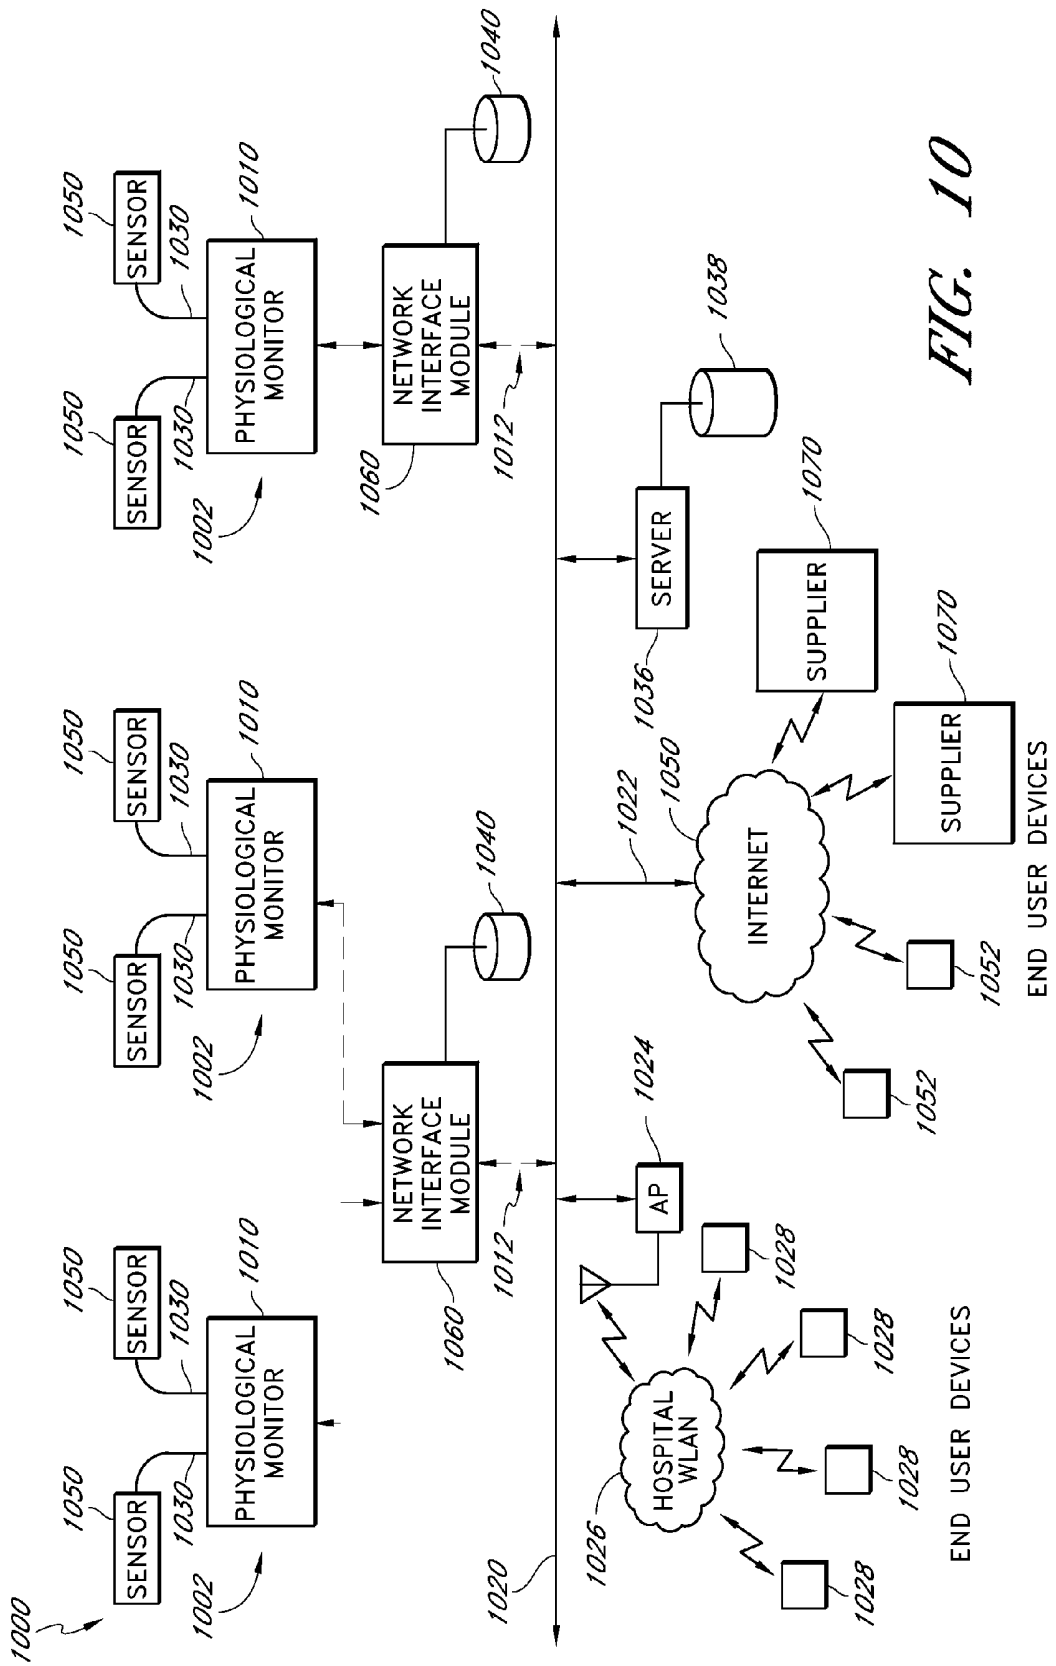 1000
1050
SENSOR
1050
SENSOR
1030
1030
1010
PHYSIOLOGICAL
MONITOR
1002
1050
SENSOR
1050
SENSOR
1030
1030
1010
PHYSIOLOGICAL
MONITOR
1002
1050
SENSOR
1050
SENSOR
1030
1030
1010
PHYSIOLOGICAL
MONITOR
1002
NETWORK
INTERFACE
MODULE
1060
1040
1012
NETWORK
INTERFACE
MODULE
1060
1040
1012
1020
AP
1024
HOSPITAL
WLAN
1026
1028
1028
1028
1028
END USER DEVICES
1022
INTERNET
1050
1052
1052
SUPPLIER
1070
SUPPLIER
1070
END USER DEVICES
SERVER
1036
1038
FIG. 10